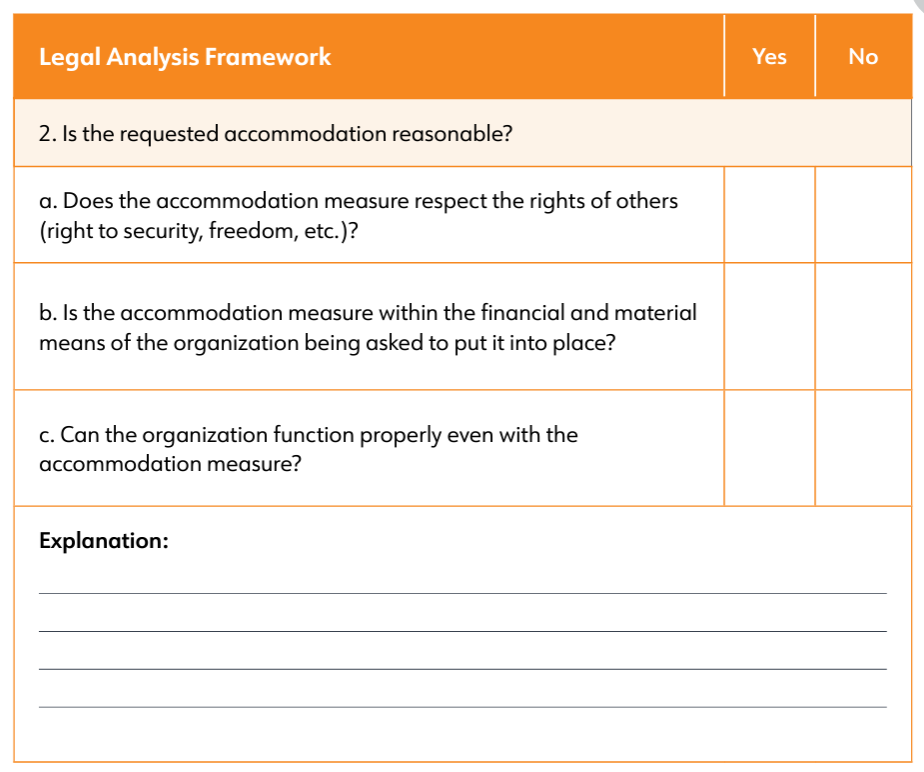 Legal Analysis Framework Yes No
2. Is the requested accommodation reasonable?
a. Does the accommodation measure respect the rights of others
(right to security, freedom, etc.)?
b. Is the accommodation measure within the financial and material
means of the organization being asked to put it into place?
c. Can the organization function properly even with the
accommodation measure?
Explanation: